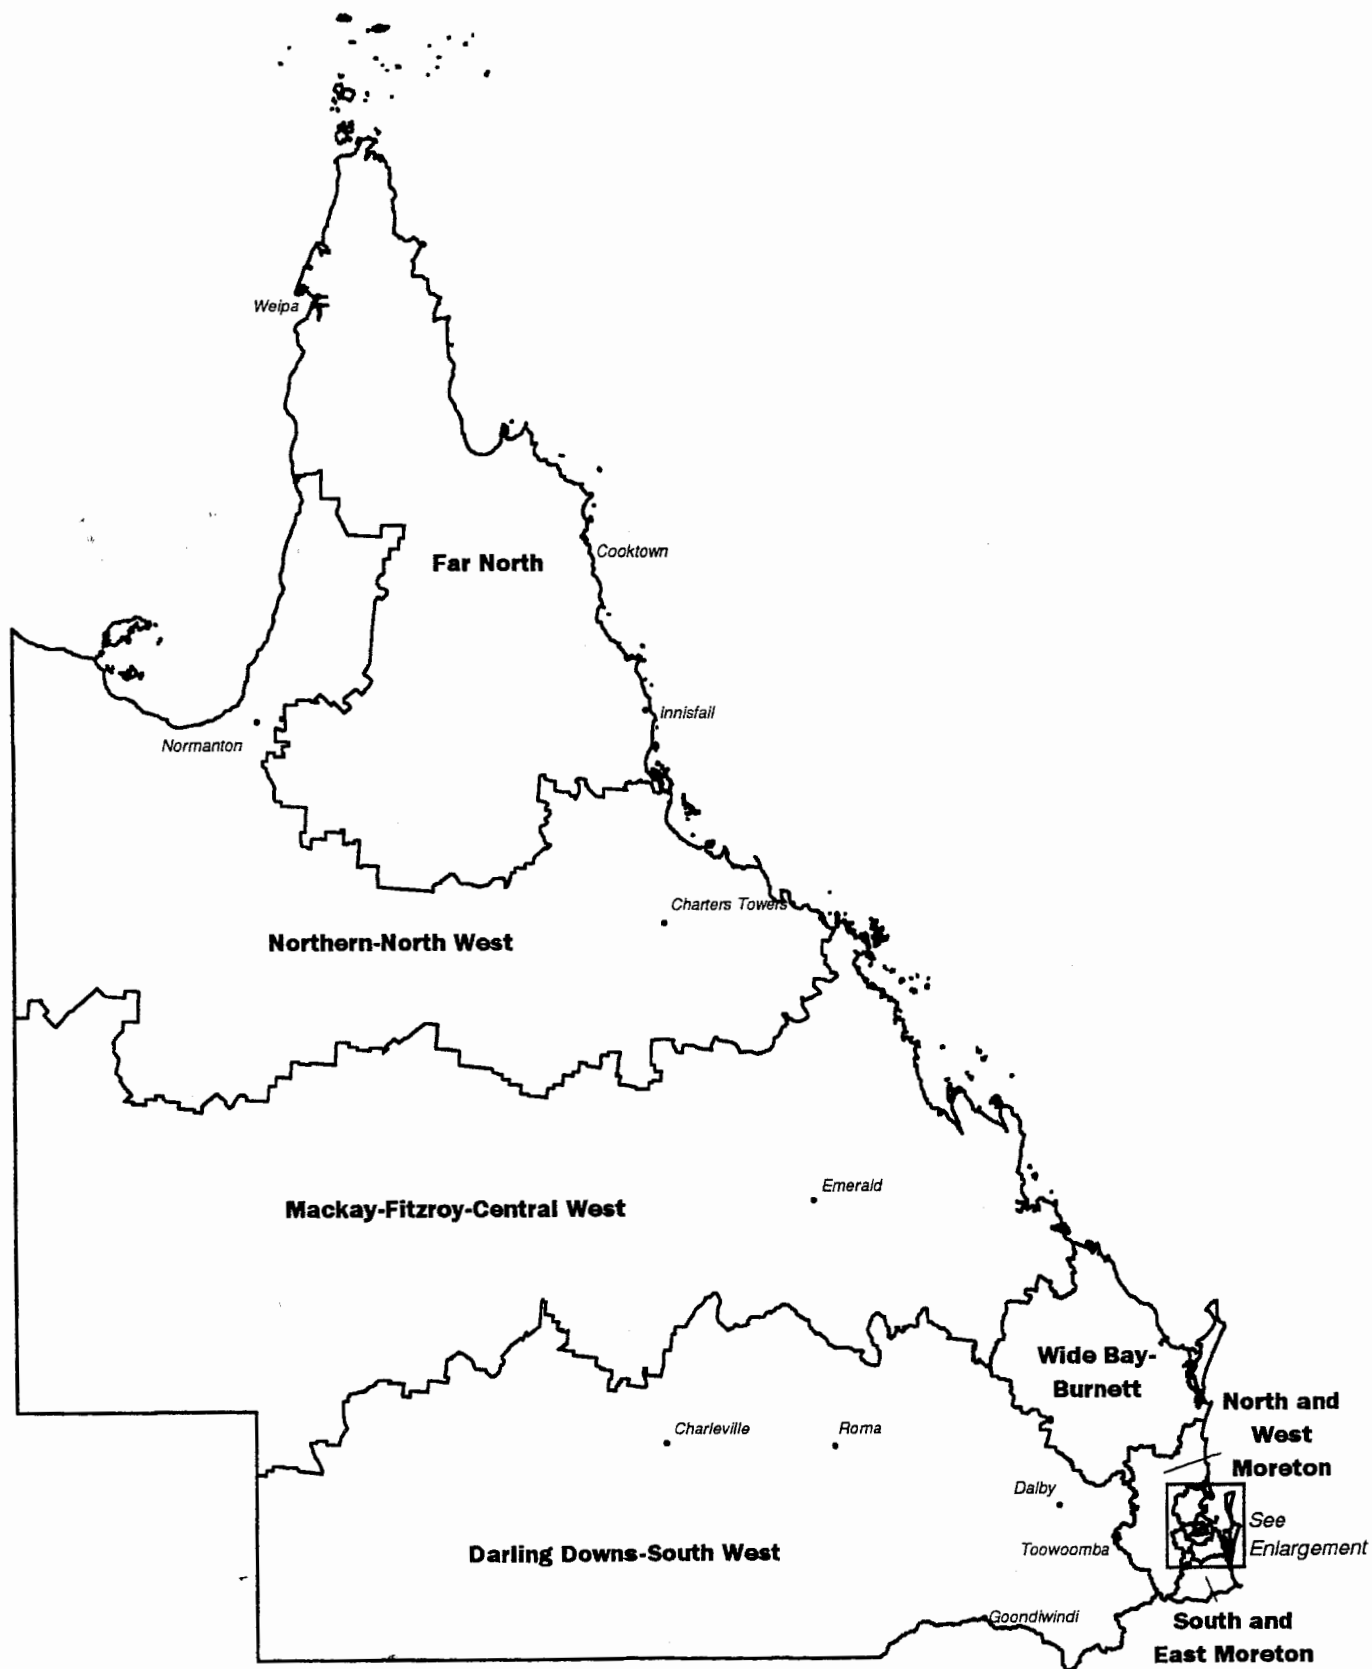 Weipa
Far North
Cooktown
Innisfail
Normanton
Charters Towers
Northern-North West
Emerald
Mackay-Fitzroy-Central West
Wide Bay-
Burnett
North and
West
Moreton
Charleville
Roma
Dalby
See
Enlargement
Toowoomba
Darling Downs-South West
Goondiwindi
South and
East Moreton